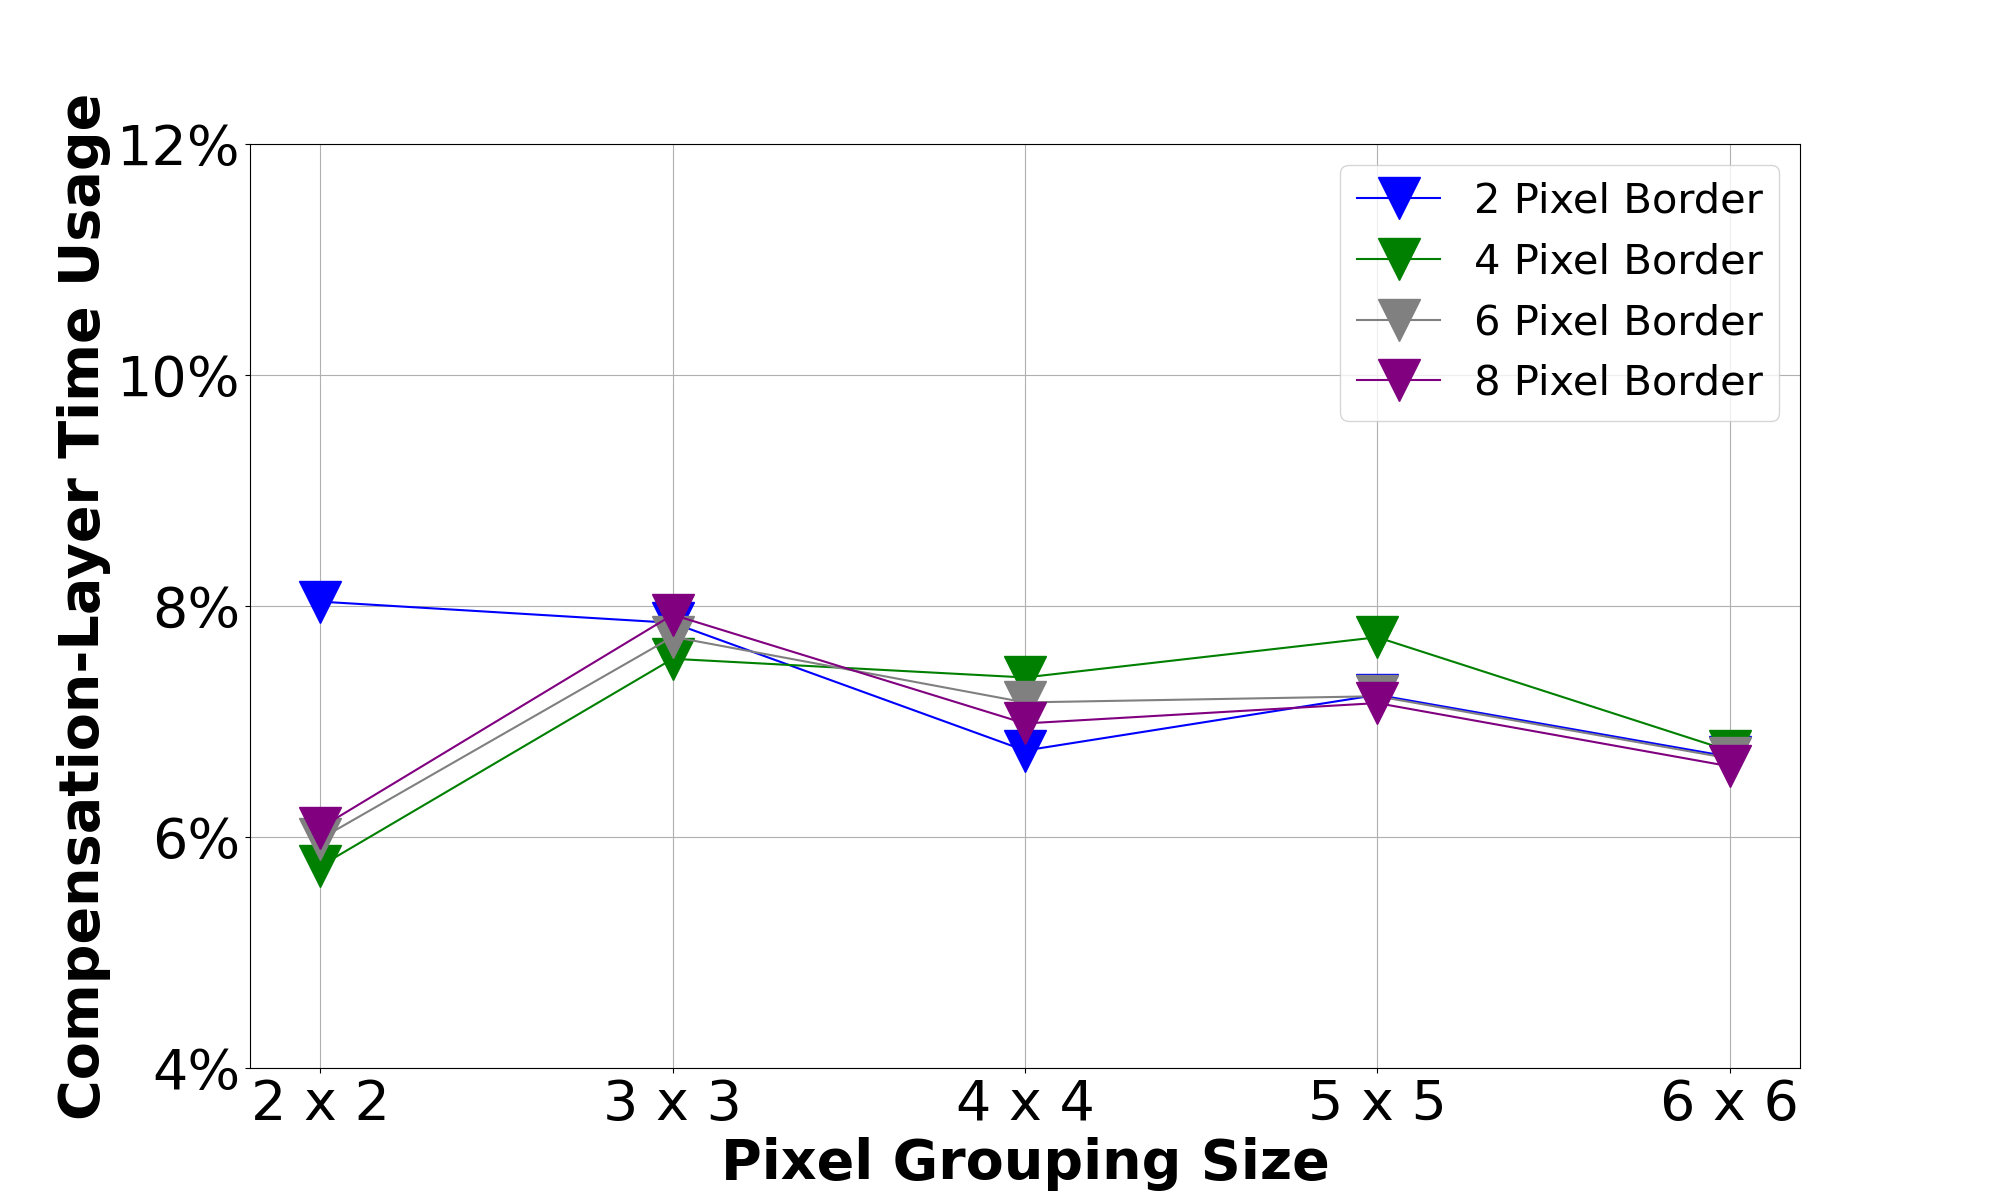 Compensation-Layer Time Usage
12%
10%
8%
6%
4%
2 Pixel Border
4 Pixel Border
6 Pixel Border
8 Pixel Border
2 x 2
3 x 3
4 x 4
5 x 5
6 x 6
Pixel Grouping Size